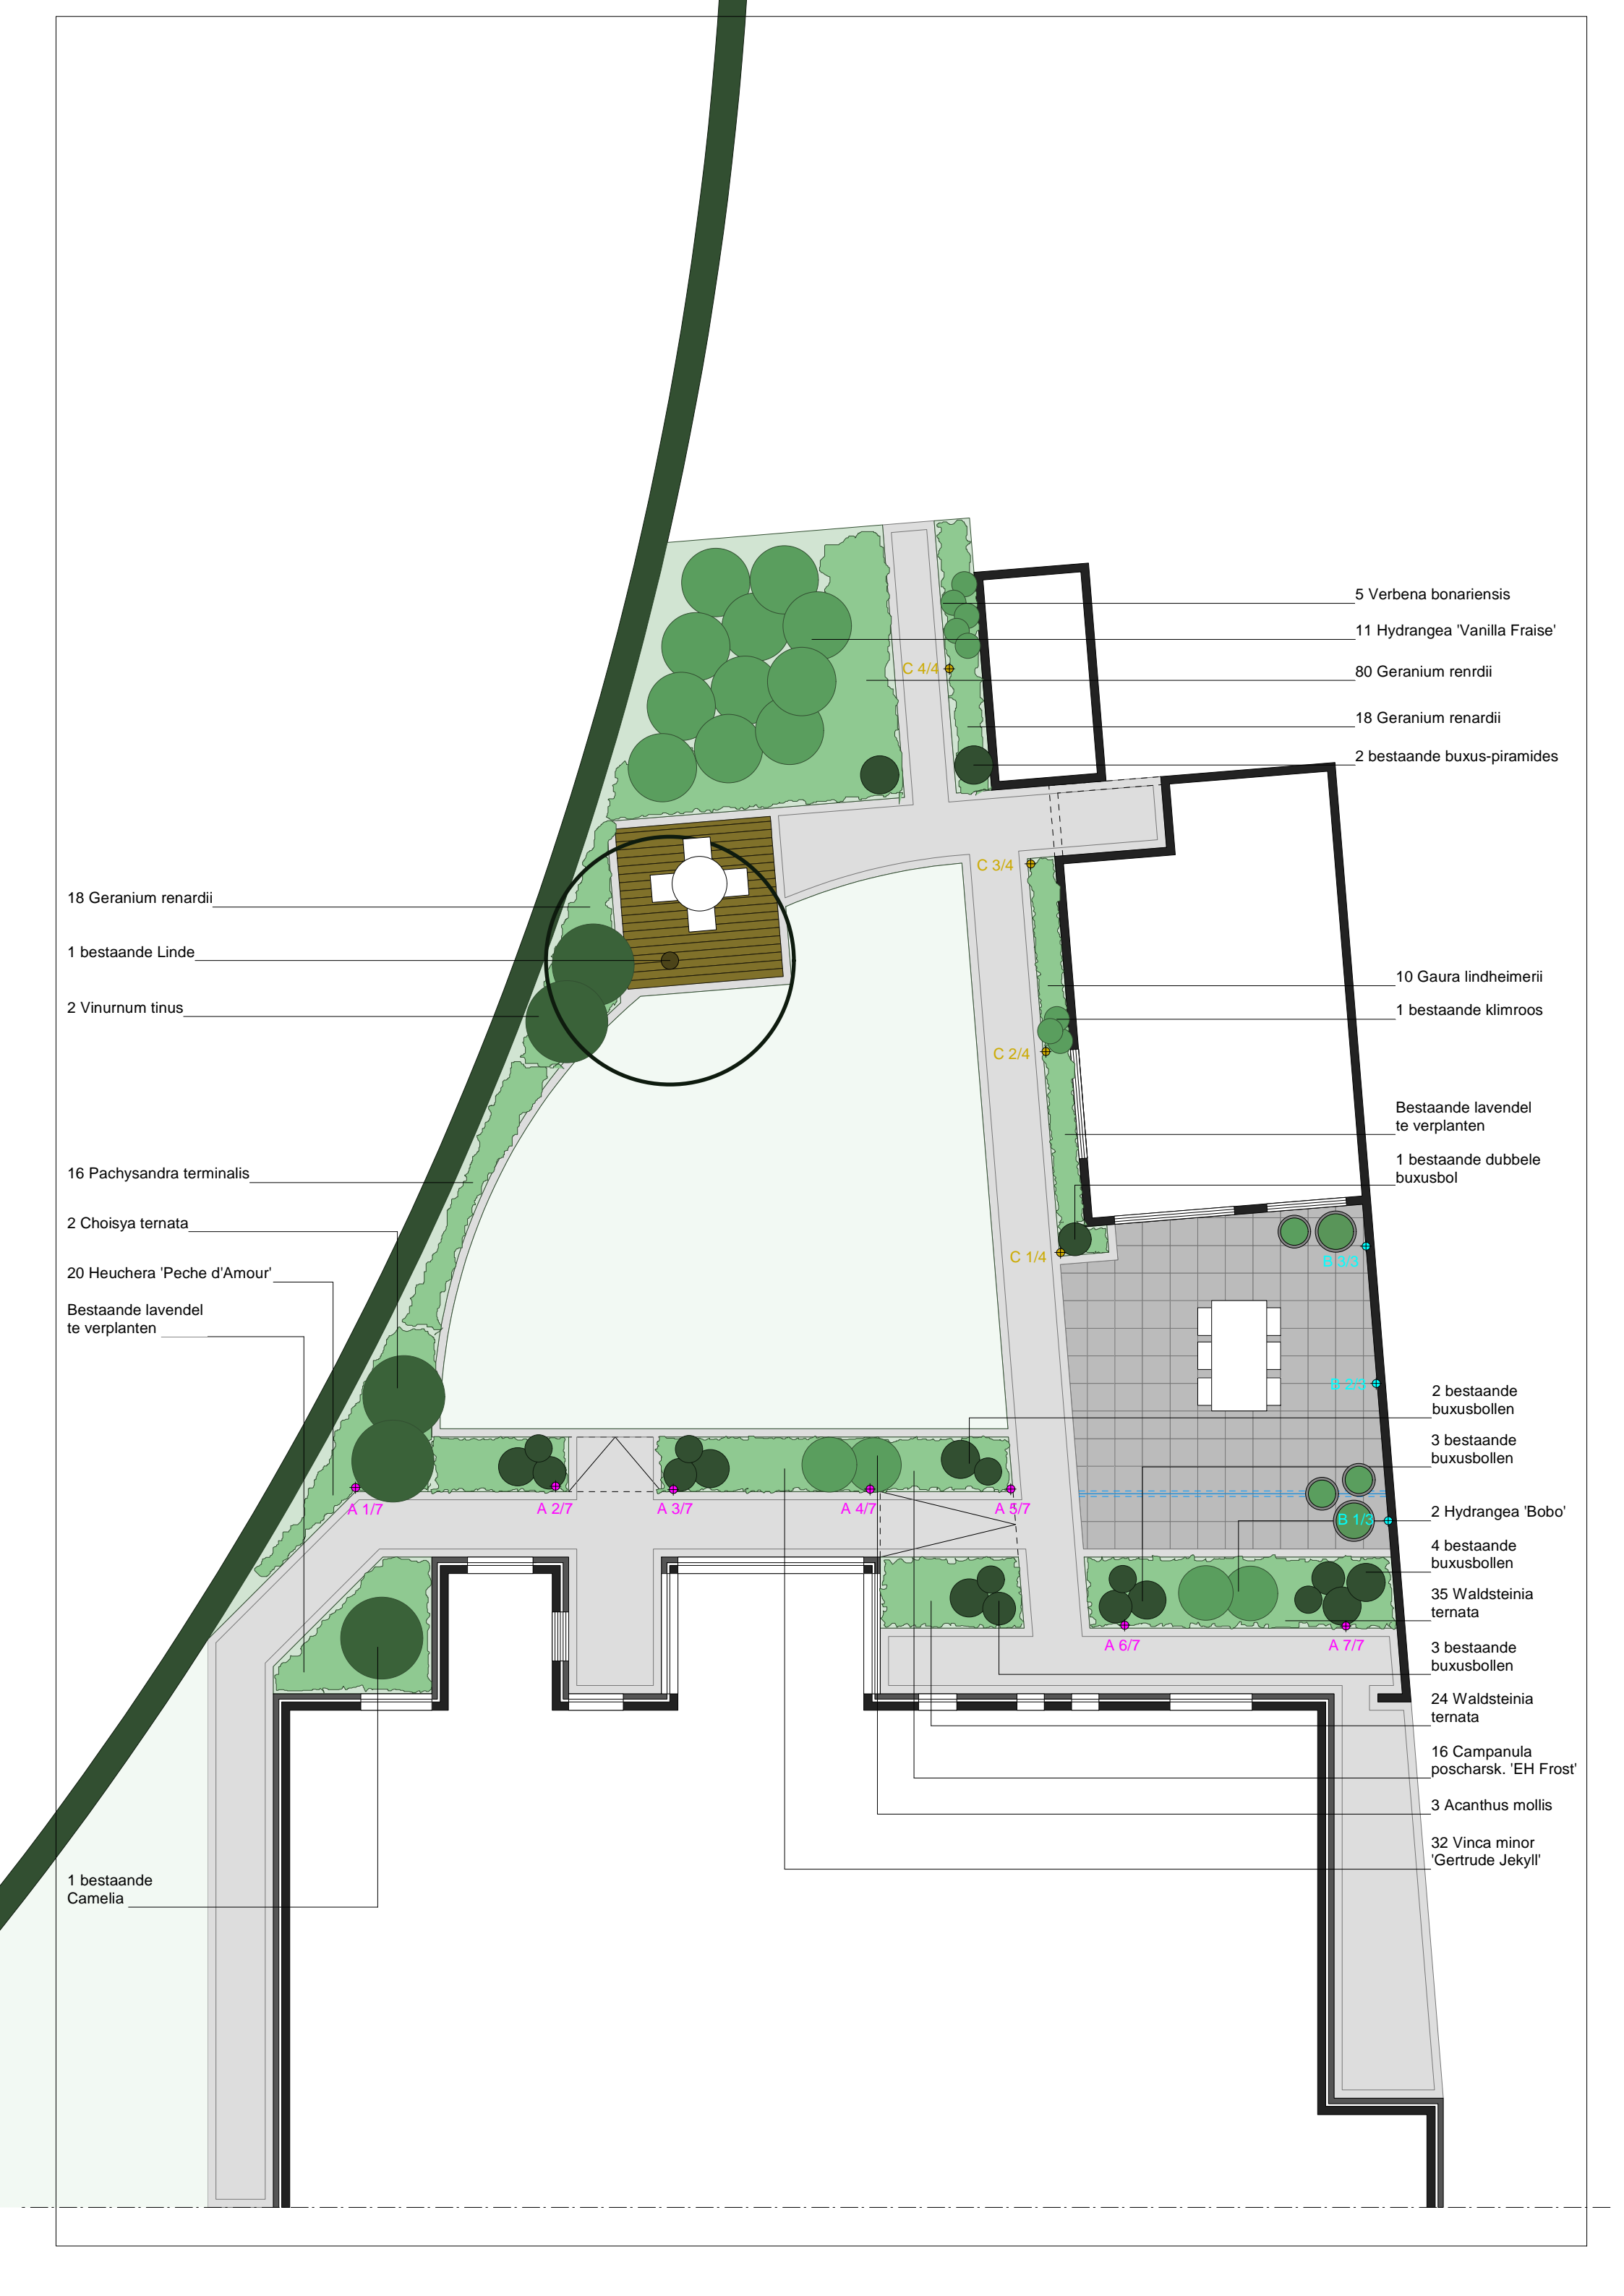 5 Verbena bonariensis
11 Hydrangea 'Vanilla Fraise'
C 4/4
80 Geranium renrdii
18 Geranium renardii
2 bestaande buxus-piramides
C 3/4
18 Geranium renardii
1 bestaande Linde
2 Vinurnum tinus
10 Gaura lindheimerii
1 bestaande klimroos
C 2/4
Bestaande lavendel
te verplanten
1 bestaande dubbele
buxusbol
16 Pachysandra terminalis
2 Choisya ternata
20 Heuchera 'Peche d'Amour'
Bestaande lavendel
te verplanten
C 1/4
B 3/3
B 2/3
2 bestaande
buxusbollen
3 bestaande
buxusbollen
A 1/7
A 2/7
A 3/7
A 4/7
A 5/7
B 1/3
2 Hydrangea 'Bobo'
4 bestaande
buxusbollen
35 Waldsteinia
ternata
A 6/7
A 7/7
3 bestaande
buxusbollen
24 Waldsteinia
ternata
16 Campanula
poscharsk. 'EH Frost'
3 Acanthus mollis
32 Vinca minor
'Gertrude Jekyll'
1 bestaande
Camelia